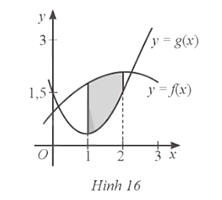 y
3
y = g(x)
1,5
y = f(x)
O
1
2
3
x
Hình 16